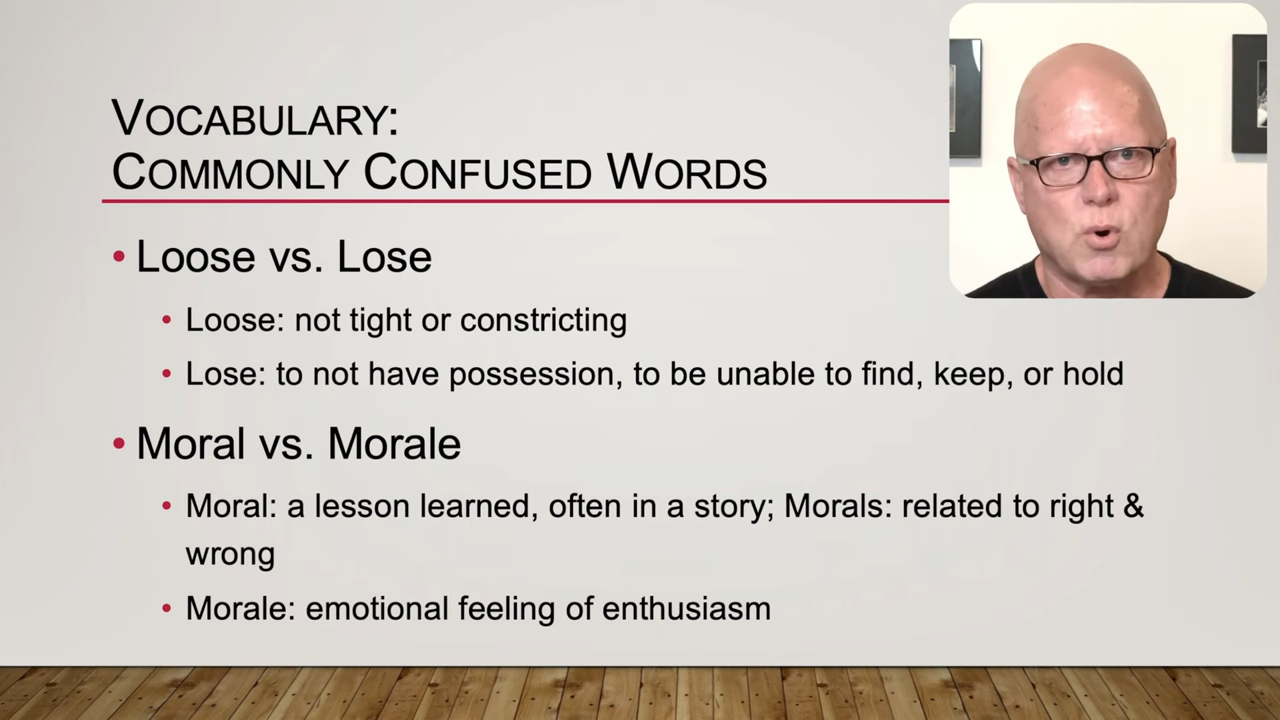 VOCABULARY:
COMMONLY CONFUSED WORDS
• Loose vs. Lose
• Loose: not tight or constricting
• Lose: to not have possession, to be unable to find, keep, or hold
• Moral vs. Morale
• Moral: a lesson learned, often in a story; Morals: related to right &
wrong
• Morale: emotional feeling of enthusiasm